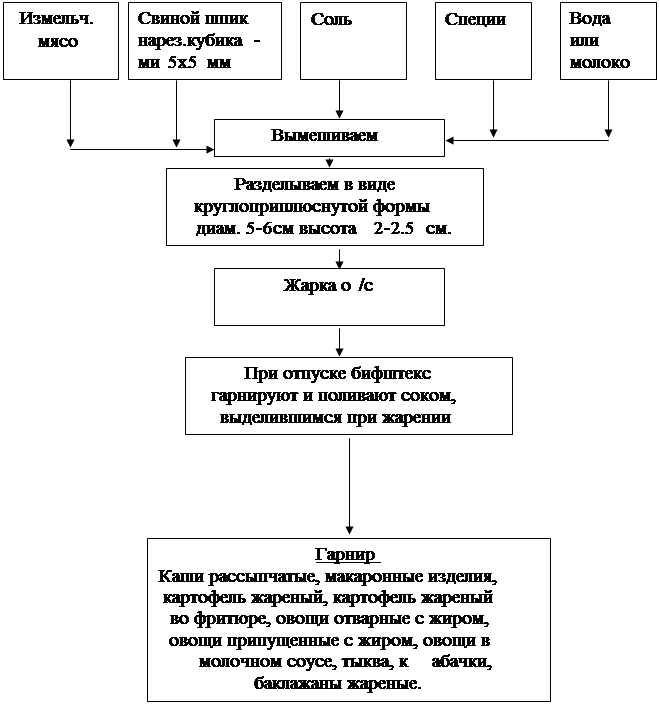 Измельч.
мясо
Свиной шпик
нарез.кубика -
ми 5х5 мм
Соль
Специи
Вода
или
молоко
Вымешиваем
Разделываем в виде
круглоприплюснутой формы
диам. 5-6см высота 2-2.5 см.
Жарка о /с
При отпуске бифштекс
гарнируют и поливают соком,
выделившимся при жарении
Гарнир
Каши рассыпчатые, макаронные изделия,
картофель жареный, картофель жареный
во фритюре, овощи отварные с жиром,
овощи припущенные с жиром, овощи в
молочном соусе, тыква, к абачки,
баклажаны жареные.